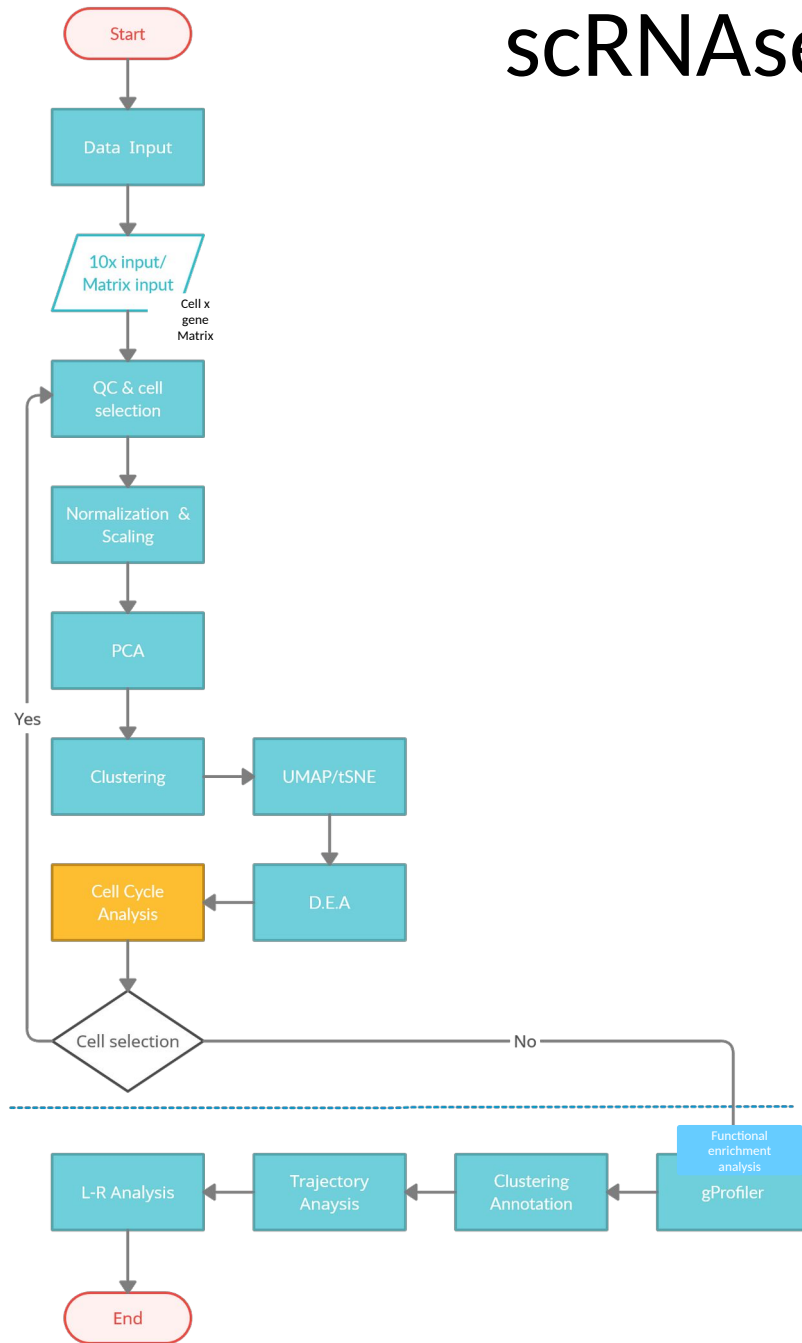 scRNAse
Start
Data Input
10x input/
Matrix input
Cell x
gene
Matrix
QC & cell
selection
Normalization &
Scaling
PCA
Yes
Clustering
UMAP/tSNE
Cell Cycle
Analysis
D.E.A
Cell selection
No
Functional
enrichment
analysis
L-R Analysis
Trajectory
Anaysis
Clustering
Annotation
gProfiler
End